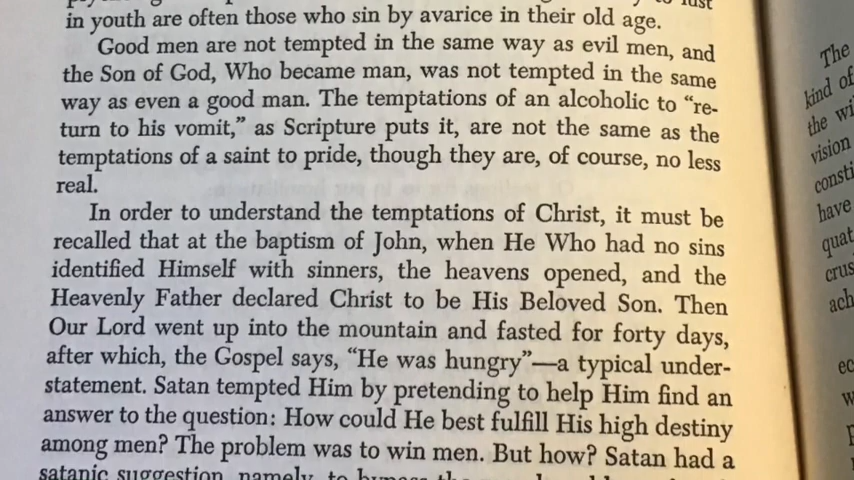 in youth are often those who sin by avarice in their old age.
Good men are not tempted in the same way as evil men, and
the Son of God, Who became man, was not tempted in the same
way as even a good man. The temptations of an alcoholic to “re-
turn to his vomit,” as Scripture puts it, are not the same as the
temptations of a saint to pride, though they are, of course, no less
real.
In order to understand the temptations of Christ, it must be
recalled that at the baptism of John, when He Who had no sins
identified Himself with sinners, the heavens opened, and the
Heavenly Father declared Christ to be His Beloved Son. Then
Our Lord went up into the mountain and fasted for forty days,
after which, the Gospel says, “He was hungry”—a typical under-
statement. Satan tempted Him by pretending to help Him find an
answer to the question: How could He best fulfill His high destiny
among men? The problem was to win men. But how? Satan had a
satanic suggestion, namely, to bypass the
The
kind of
the wi
vision
consti
have
quat
crus
ach
ec
w